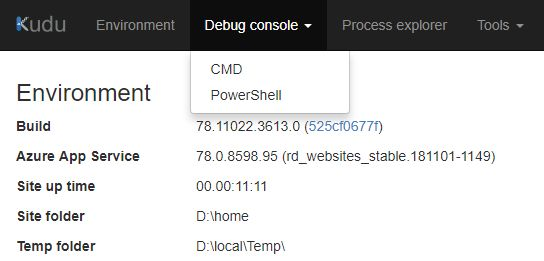 Kudu Environment Debug console Process explorer Tools
CMD
PowerShell
Environment
Build 78.11022.3613.0 (525cf0677f)
Azure App Service 78.0.8598.95 (rd_websites_stable.181101-1149)
Site up time 00.00:11:11
Site folder D:\home
Temp folder D:\local\Temp\